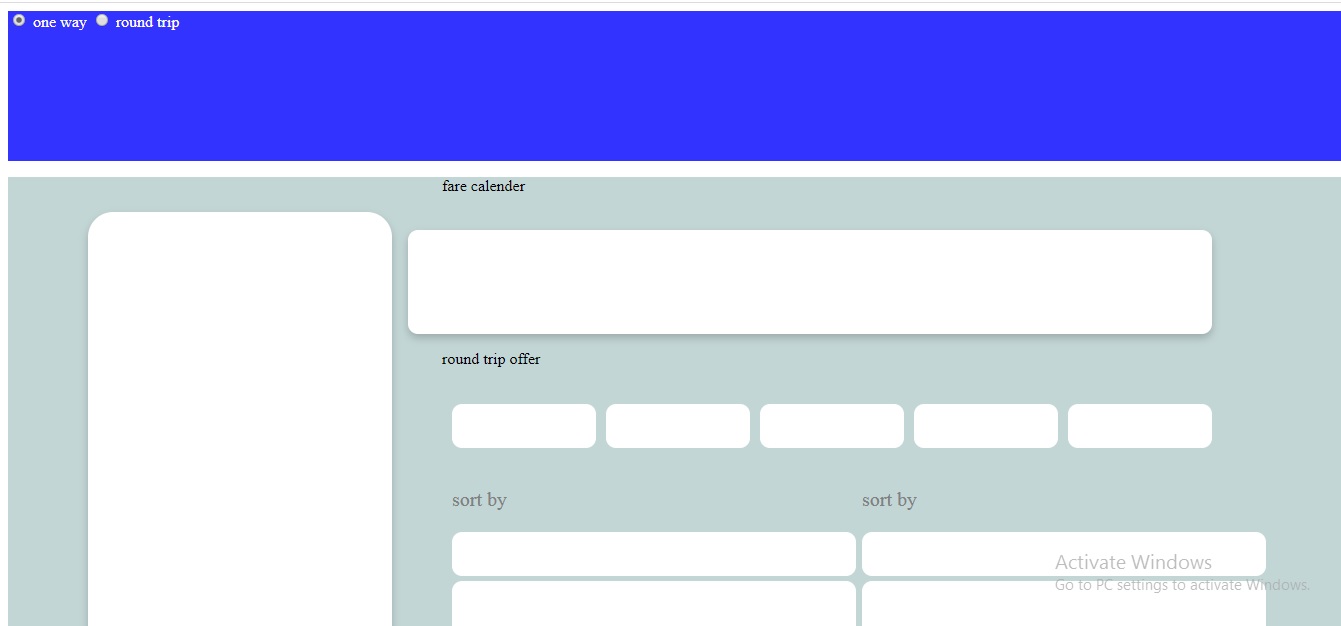 one way round trip
fare calender
round trip offer
sort by sort by
Activate Windows
Go to PC settings to activate Windows.